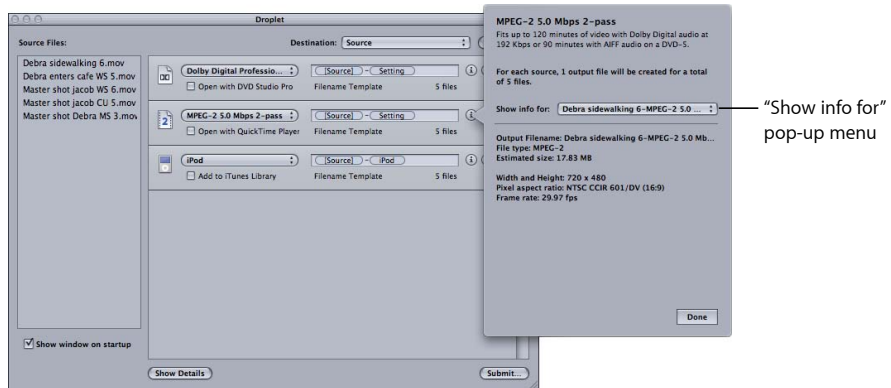 Droplet
Source Files:
Destination: Source
Debra sidewalking 6.mov
Debra enters cafe WS 5.mov
Master shot jacob WS 6.mov
Master shot jacob CU 5.mov
Master shot Debra MS 3.mov
Dolby Digital Professio...
[Source] - Setting
Open with DVD Studio Pro
Filename Template
5 files
MPEG-2 5.0 Mbps 2-pass
[Source] - Setting
Open with QuickTime Player
Filename Template
5 files
iPod
[Source] - iPod
Add to iTunes Library
Filename Template
5 files
Show window on startup
Show Details
Submit...
MPEG-2 5.0 Mbps 2-pass
Fits up to 120 minutes of video with Dolby Digital audio at
192 Kbps or 90 minutes with AIFF audio on a DVD-5.
For each source, 1 output file will be created for a total
of 5 files.
Show info for: Debra sidewalking 6-MPEG-2 5.0 ...
Output Filename: Debra sidewalking 6-MPEG-2 5.0 Mb...
File type: MPEG-2
Estimated size: 17.83 MB
Width and Height: 720 x 480
Pixel aspect ratio: NTSC CCIR 601/DV (16:9)
Frame rate: 29.97 fps
Done
“Show info for”
pop-up menu